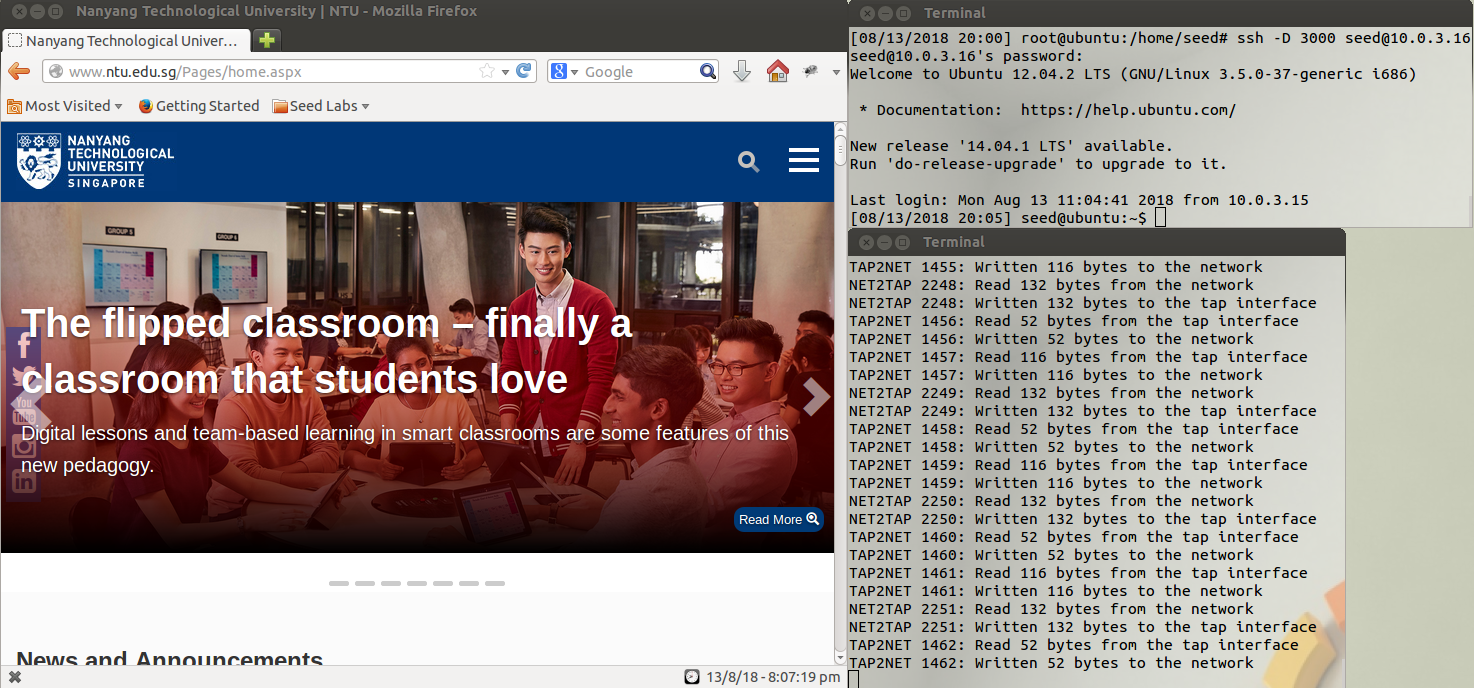 Nanyang Technological University | NTU - Mozilla Firefox
Nanyang Technological Univer...
www.ntu.edu.sg/Pages/home.aspx
Google
Most Visited
Getting Started
Seed Labs
NANYANG
TECHNOLOGICAL
UNIVERSITY
SINGAPORE
GROUP 5
GROUP 6
The flipped classroom – finally a
classroom that students love
You
Tube
Digital lessons and team-based learning in smart classrooms are some features of this
new pedagogy.
Read More
News and Announcements
13/8/18 - 8:07:19 pm
Terminal
[08/13/2018 20:00] root@ubuntu:/home/seed# ssh -D 3000 seed@10.0.3.16
seed@10.0.3.16's password:
Welcome to Ubuntu 12.04.2 LTS (GNU/Linux 3.5.0-37-generic i686)
* Documentation:  https://help.ubuntu.com/
New release '14.04.1 LTS' available.
Run 'do-release-upgrade' to upgrade to it.
Last login: Mon Aug 13 11:04:41 2018 from 10.0.3.15
[08/13/2018 20:05] seed@ubuntu:~$
Terminal
TAP2NET 1455: Written 116 bytes to the network
NET2TAP 2248: Read 132 bytes from the network
NET2TAP 2248: Written 132 bytes to the tap interface
TAP2NET 1456: Read 52 bytes from the tap interface
TAP2NET 1456: Written 52 bytes to the network
TAP2NET 1457: Read 116 bytes from the tap interface
TAP2NET 1457: Written 116 bytes to the network
NET2TAP 2249: Read 132 bytes from the network
NET2TAP 2249: Written 132 bytes to the tap interface
TAP2NET 1458: Read 52 bytes from the tap interface
TAP2NET 1458: Written 52 bytes to the network
TAP2NET 1459: Read 116 bytes from the tap interface
TAP2NET 1459: Written 116 bytes to the network
NET2TAP 2250: Read 132 bytes from the network
NET2TAP 2250: Written 132 bytes to the tap interface
TAP2NET 1460: Read 52 bytes from the tap interface
TAP2NET 1460: Written 52 bytes to the network
TAP2NET 1461: Read 116 bytes from the tap interface
TAP2NET 1461: Written 116 bytes to the network
NET2TAP 2251: Read 132 bytes from the network
NET2TAP 2251: Written 132 bytes to the tap interface
TAP2NET 1462: Read 52 bytes from the tap interface
TAP2NET 1462: Written 52 bytes to the network